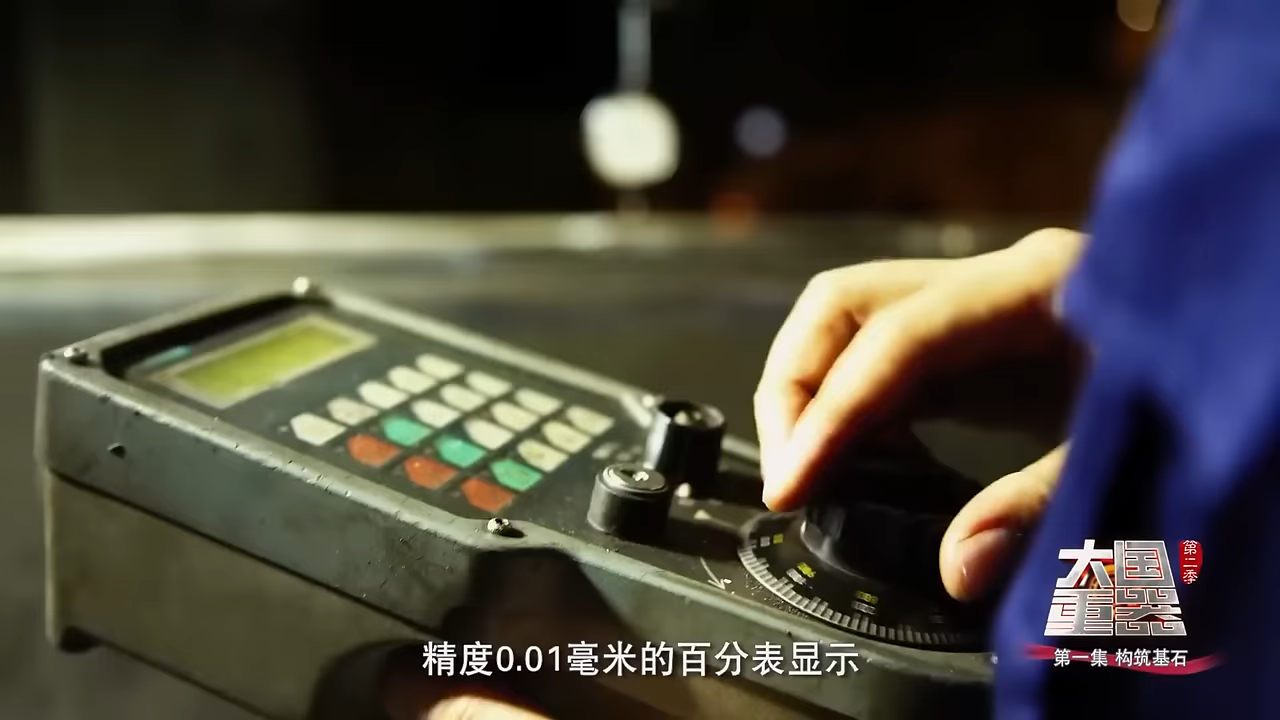 精度0.01毫米的百分表显示
大国
重器
第二季
第一集 构筑基石